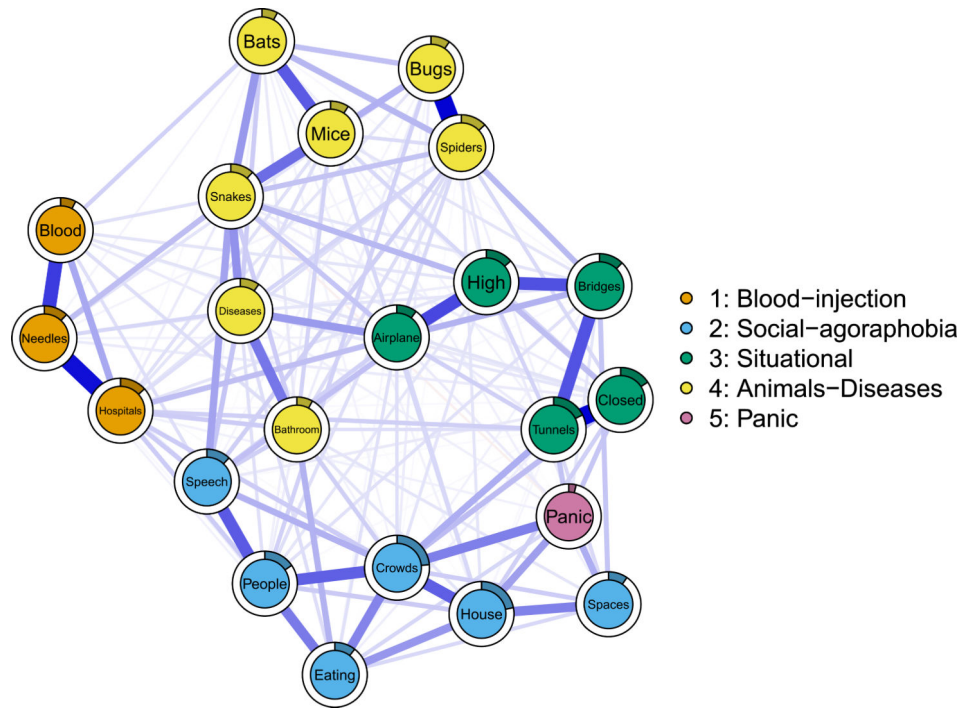 Bats
Bugs
Mice
Spiders
Snakes
Blood
High
Bridges
Diseases
Needles
Airplane
Closed
Hospitals
Bathroom
Tunnels
Speech
Panic
People
Crowds
House
Spaces
Eating
1: Blood−injection
2: Social−agoraphobia
3: Situational
4: Animals−Diseases
5: Panic